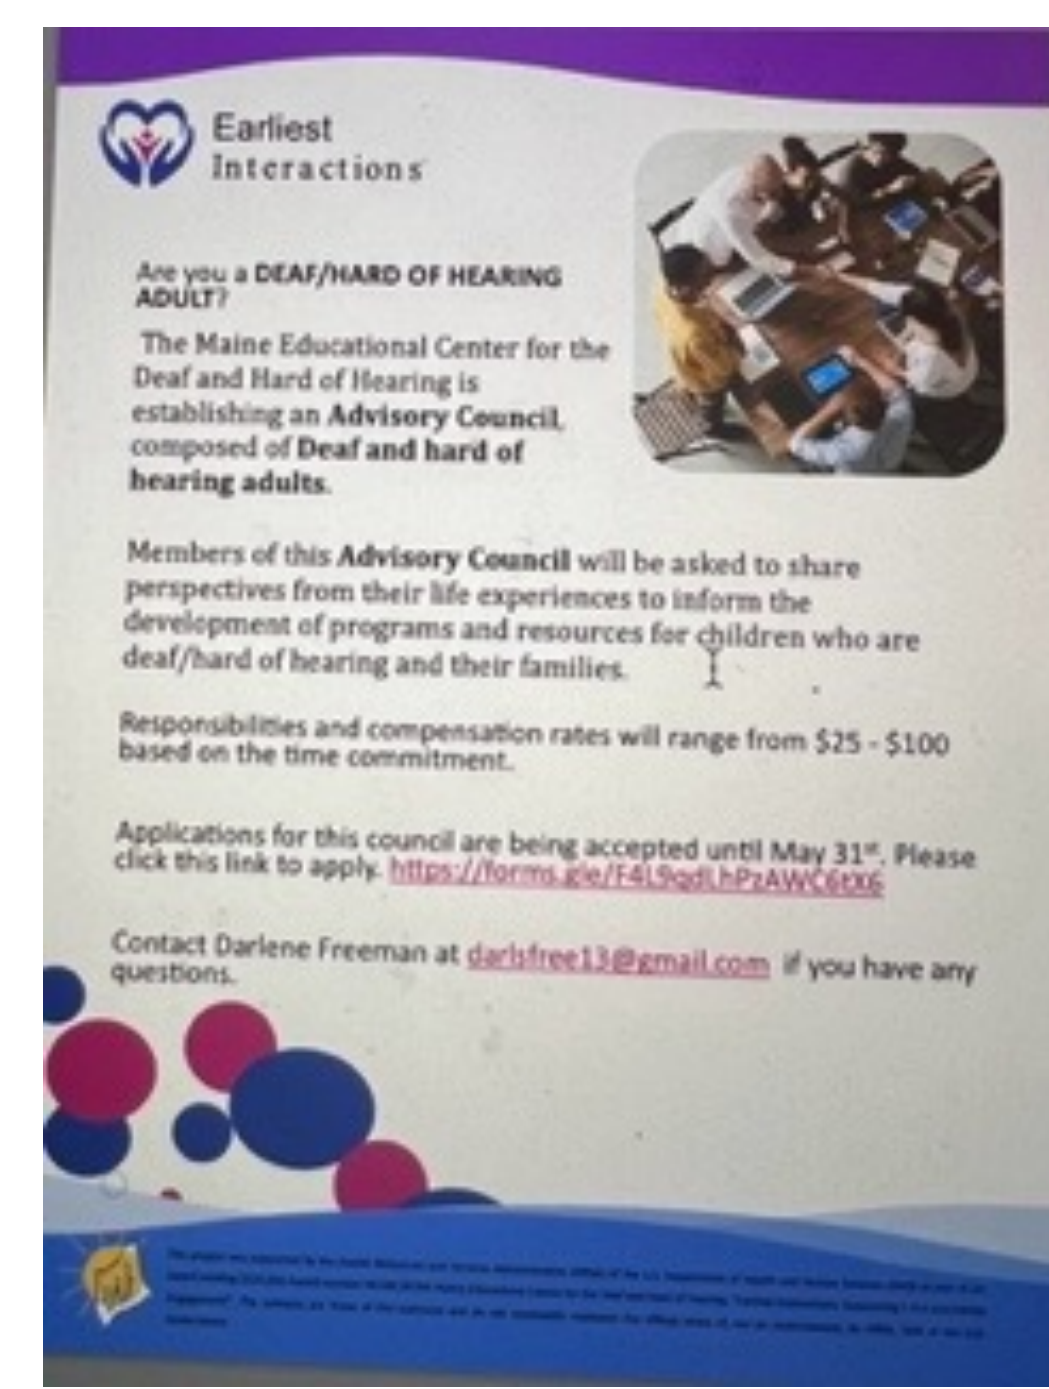 Earliest
Interactions
Are you a DEAF/HARD OF HEARING
ADULT?
The Maine Educational Center for the
Deaf and Hard of Hearing is
establishing an Advisory Council,
composed of Deaf and hard of
hearing adults.
Members of this Advisory Council will be asked to share
perspectives from their life experiences to inform the
development of programs and resources for children who are
deaf/hard of hearing and their families.
Responsibilities and compensation rates will range from $25 - $100
based on the time commitment.
Applications for this council are being accepted until May 31st. Please
click this link to apply. https://forms.gle/F4L9qdLhPzAWC6tX6
Contact Darlene Freeman at darlsfree13@gmail.com if you have any
questions.